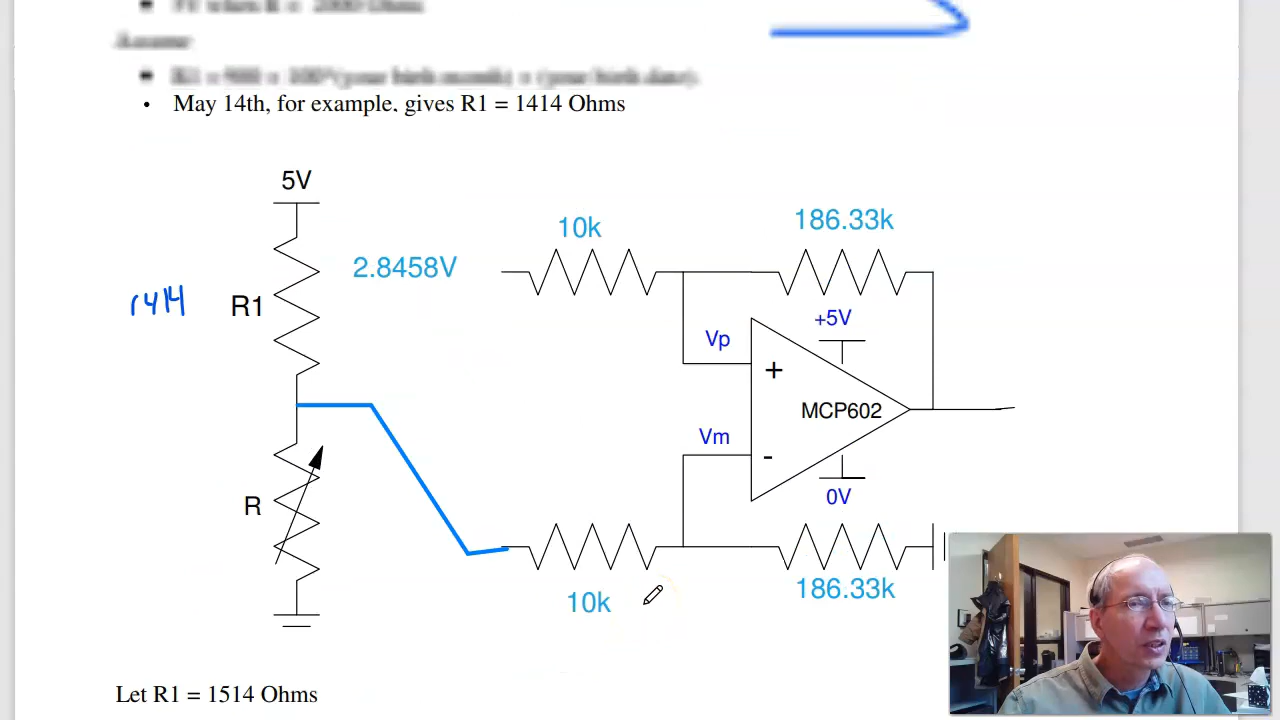 May 14th, for example, gives R1 = 1414 Ohms
5V
10k
186.33k
2.8458V
1414
R1
+5V
Vp
+
MCP602
Vm
-
0V
R
10k
186.33k
Let R1 = 1514 Ohms